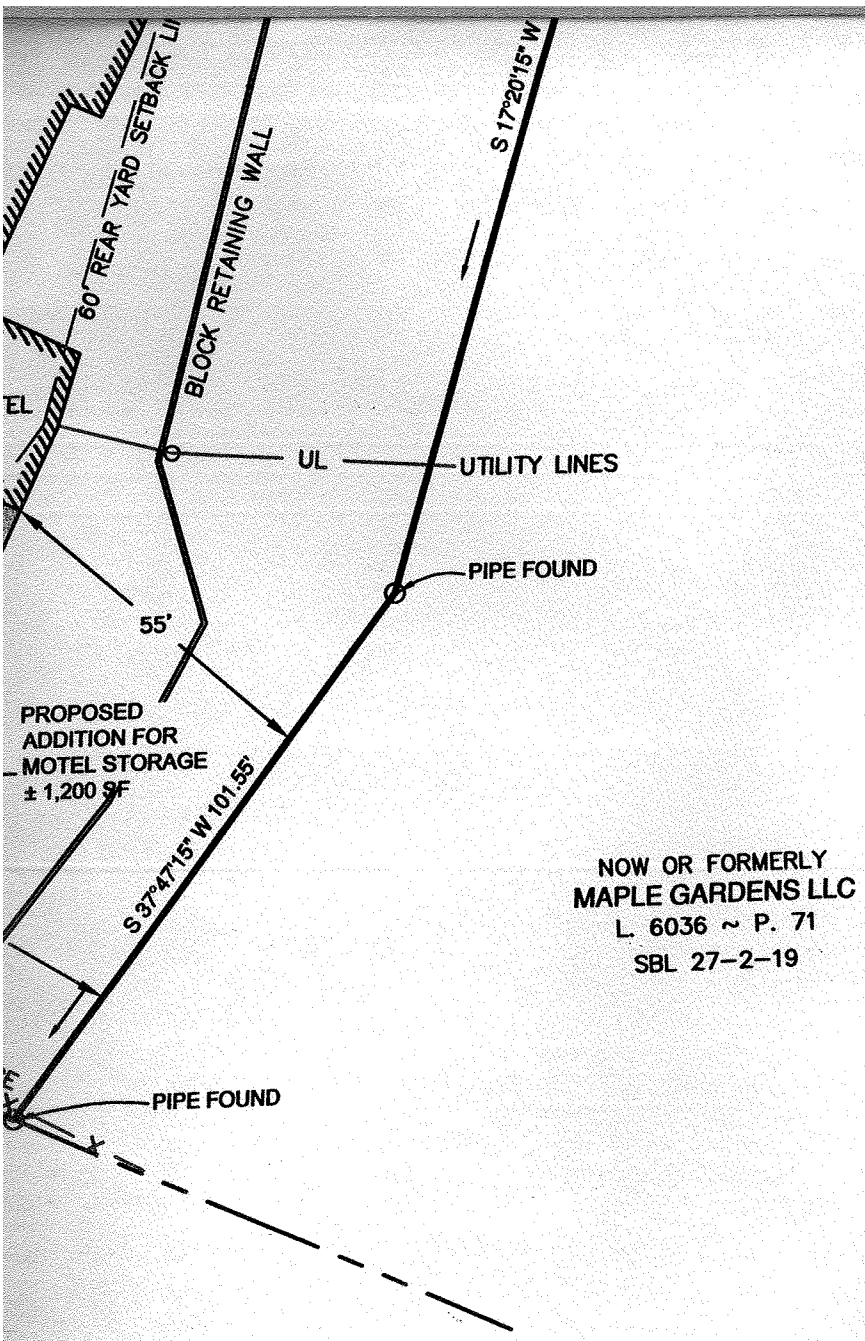 60' REAR YARD SETBACK
BLOCK RETAINING WALL
S 17°20'15" W
UL
UTILITY LINES
PIPE FOUND
55'
PROPOSED
ADDITION FOR
MOTEL STORAGE
± 1,200 SF
S 37°47'15" W 101.55'
NOW OR FORMERLY
MAPLE GARDENS LLC
L. 6036 ~ P. 71
SBL 27-2-19
PIPE FOUND
X